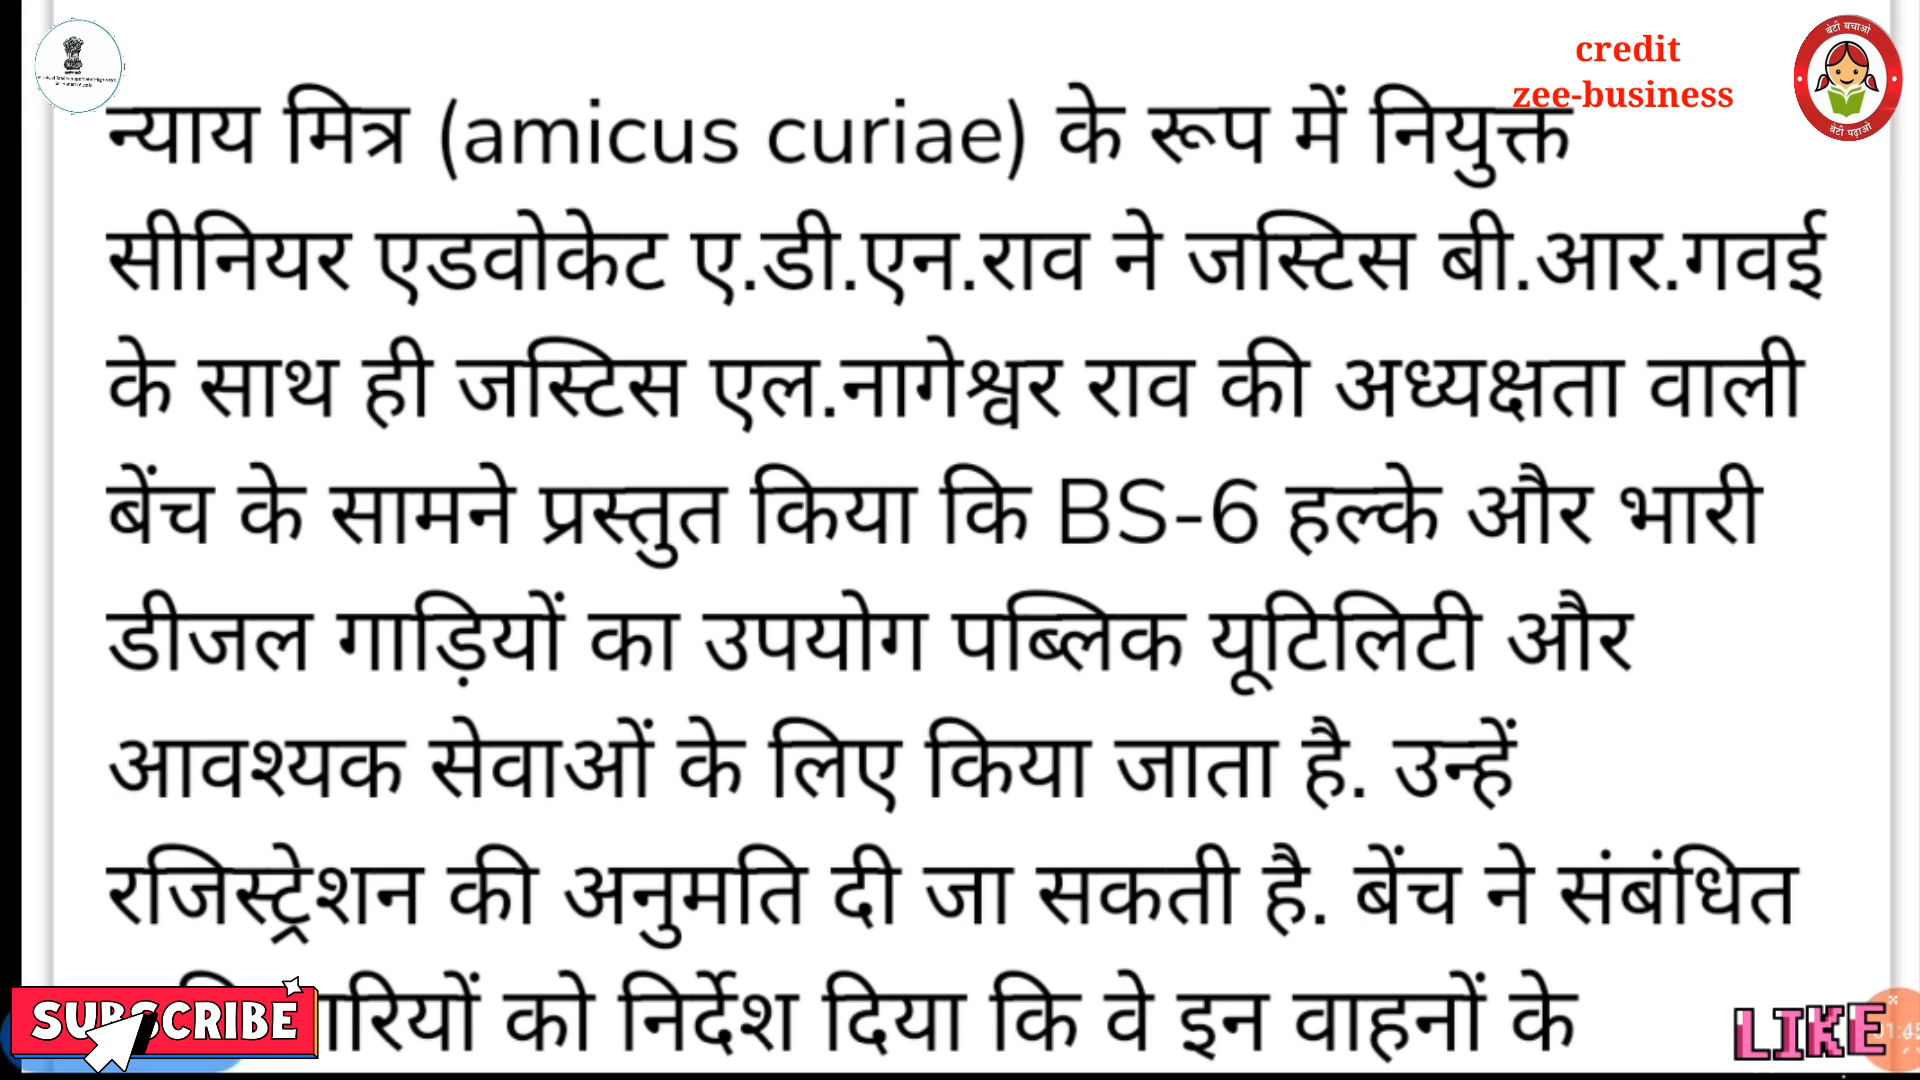 credit
zee-business
बेटी बचाओ
बेटी पढ़ाओ
न्याय मित्र (amicus curiae) के रूप में नियुक्त
सीनियर एडवोकेट ए.डी.एन.राव ने जस्टिस बी.आर.गवई
के साथ ही जस्टिस एल.नागेश्वर राव की अध्यक्षता वाली
बेंच के सामने प्रस्तुत किया कि BS-6 हल्के और भारी
डीजल गाड़ियों का उपयोग पब्लिक यूटिलिटी और
आवश्यक सेवाओं के लिए किया जाता है. उन्हें
रजिस्ट्रेशन की अनुमति दी जा सकती है. बेंच ने संबंधित
को निर्देश दिया कि वे इन वाहनों के
SUBSCRIBE
LIKE